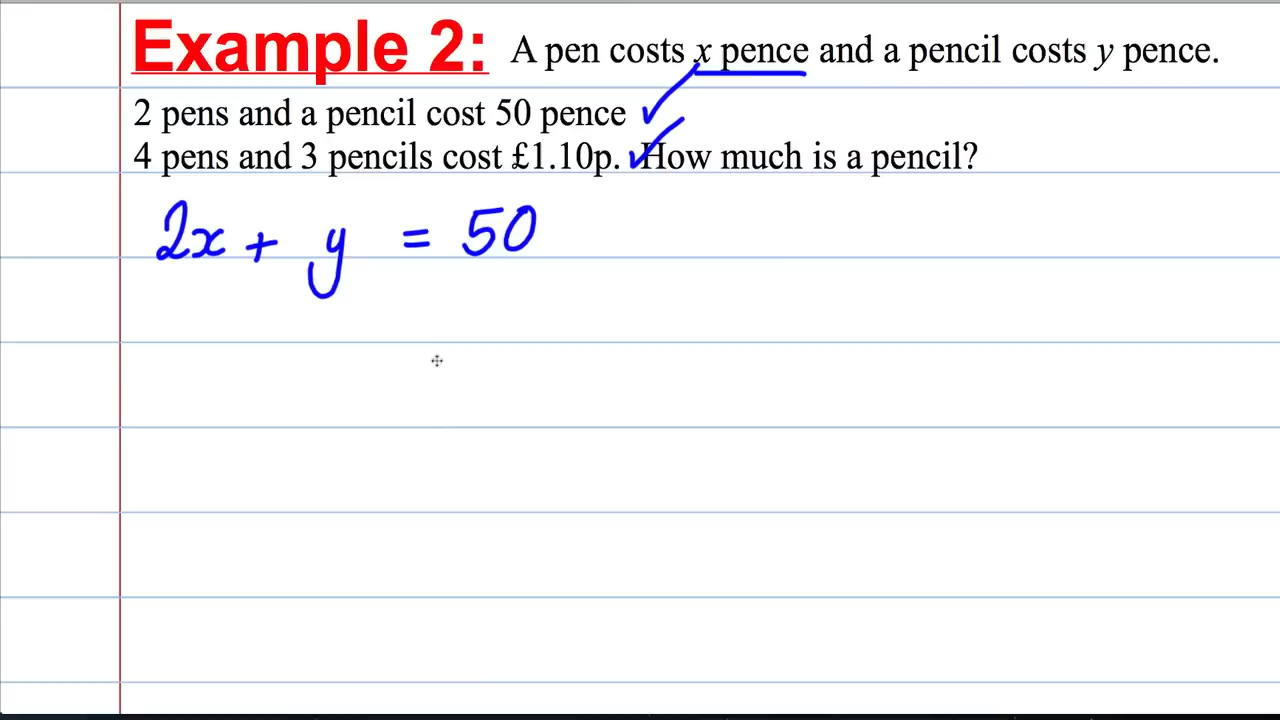 Example 2: A pen costs x pence and a pencil costs y pence.
2 pens and a pencil cost 50 pence
4 pens and 3 pencils cost £1.10p. How much is a pencil?
2x + y = 50